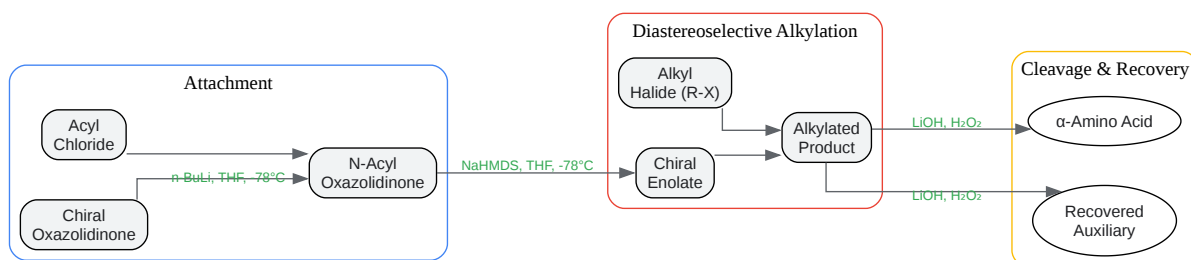 Diastereoselective Alkylation
Attachment
Cleavage & Recovery
Alkyl
Halide (R-X)
Acyl
Chloride
Alkylated
Product
LiOH, H₂O₂
α-Amino Acid
N-Acyl
Oxazolidinone
NaHMDS, THF, -78°C
Chiral
Enolate
n-BuLi, THF, -78°C
LiOH, H₂O₂
Chiral
Oxazolidinone
Recovered
Auxiliary